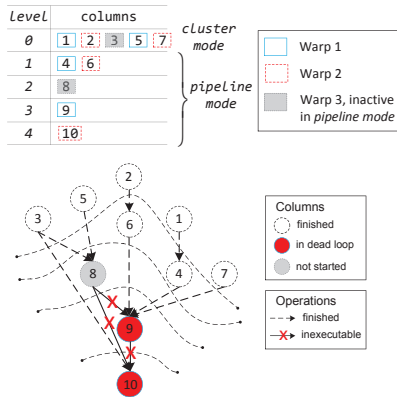 level columns
0 1 2 3 5 7 cluster mode
1 4 6
2 8
3 9
4 10
pipeline mode
Warp 1
Warp 2
Warp 3, inactive
in pipeline mode
2
3 5 6 1
8 4 7
9
10
Columns
finished
in dead loop
not started
Operations
finished
X inexecutable
X
X
X